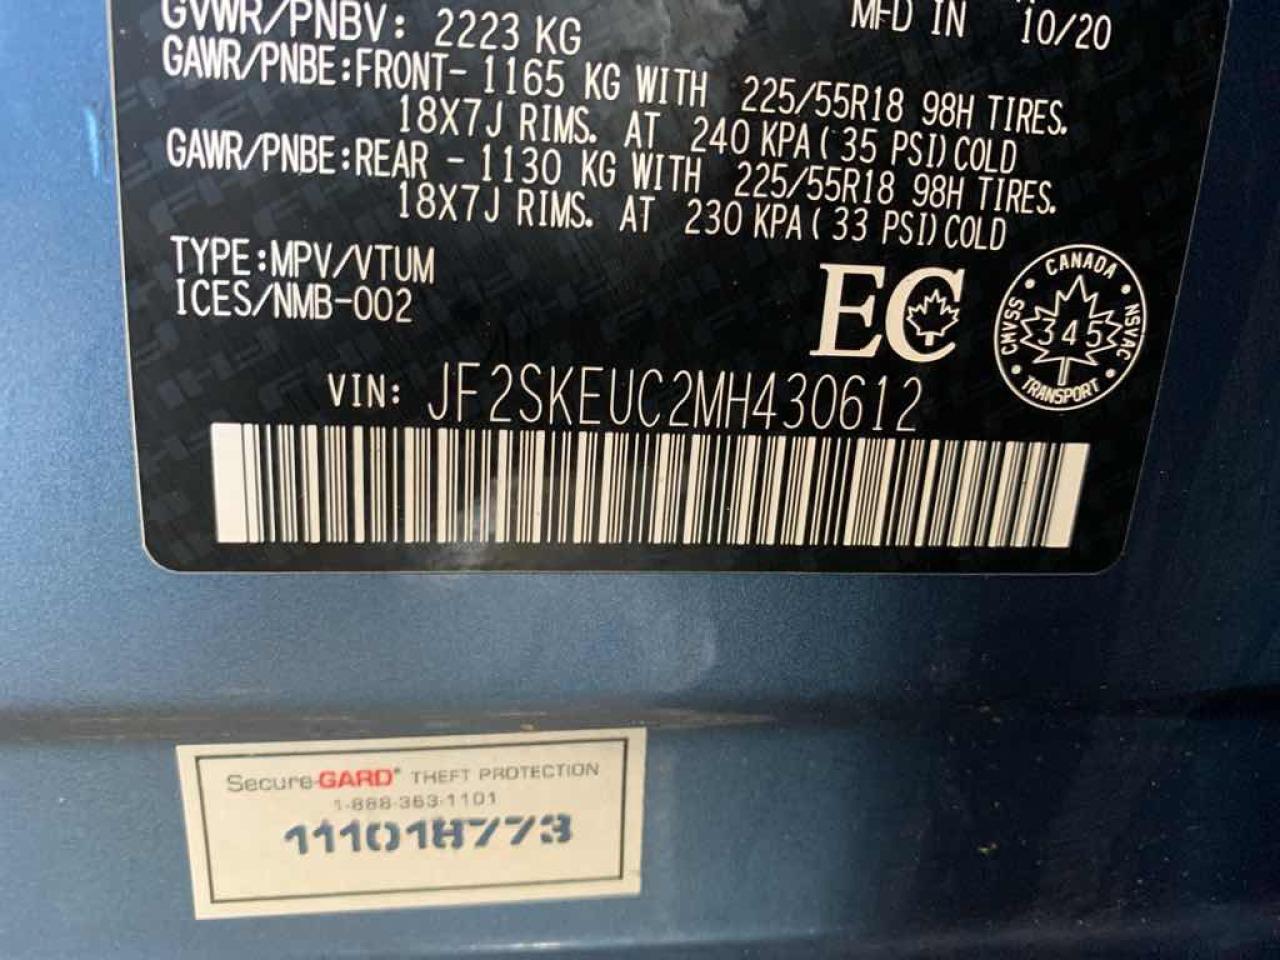 GVWR/PNBV: 2223 KG
MFD IN 10/20
GAWR/PNBE:FRONT- 1165 KG WITH 225/55R18 98H TIRES.
18X7J RIMS. AT 240 KPA( 35 PSI)COLD
GAWR/PNBE:REAR - 1130 KG WITH 225/55R18 98H TIRES.
18X7J RIMS. AT 230 KPA( 33 PSI)COLD
TYPE:MPV/VTUM
ICES/NMB-002
EC
CANADA
CMVSS 345 NSVAC
TRANSPORT
VIN: JF2SKEUC2MH430612
Secure-GARD® THEFT PROTECTION
1-888-363-1101
111018773